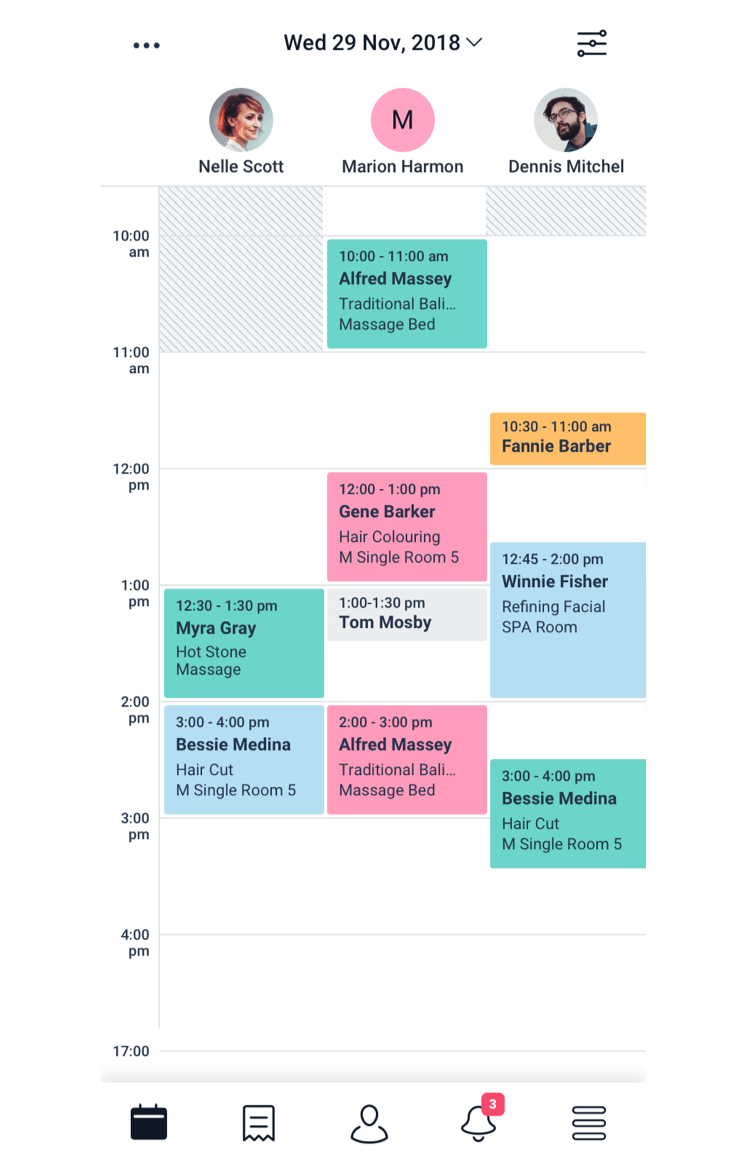 Wed 29 Nov, 2018
Nelle Scott
M
Marion Harmon
Dennis Mitchel
10:00
am
10:00 - 11:00 am
Alfred Massey
Traditional Bali...
Massage Bed
11:00
am
10:30 - 11:00 am
Fannie Barber
12:00
pm
12:00 - 1:00 pm
Gene Barker
Hair Colouring
M Single Room 5
12:45 - 2:00 pm
Winnie Fisher
Refining Facial
SPA Room
1:00
pm
12:30 - 1:30 pm
Myra Gray
Hot Stone
Massage
1:00-1:30 pm
Tom Mosby
2:00
pm
3:00 - 4:00 pm
Bessie Medina
Hair Cut
M Single Room 5
2:00 - 3:00 pm
Alfred Massey
Traditional Bali...
Massage Bed
3:00 - 4:00 pm
Bessie Medina
Hair Cut
M Single Room 5
3:00
pm
4:00
pm
17:00
3